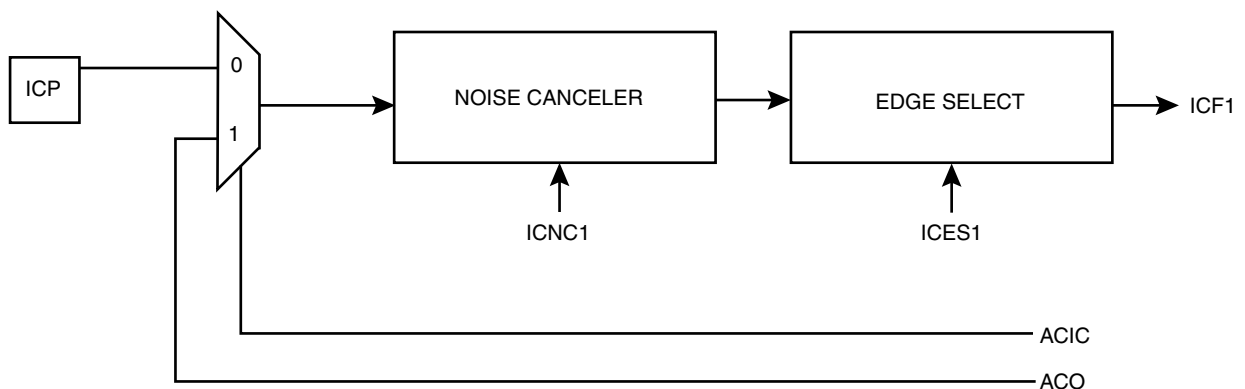 ICP
0
1
NOISE CANCELER
EDGE SELECT
ICF1
ICNC1
ICES1
ACIC
ACO